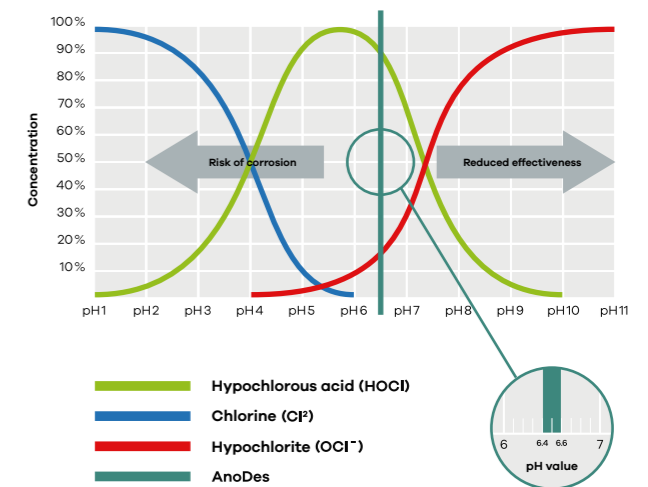 100%
90%
80%
70%
60%
50%
40%
30%
20%
10%
Concentration
Risk of corrosion
Reduced effectiveness
pH1 pH2 pH3 pH4 pH5 pH6 pH7 pH8 pH9 pH10 pH11
Hypochlorous acid (HOCl)
Chlorine (Cl²)
Hypochlorite (OCl⁻)
AnoDes
6 6.4 6.6 7
pH value